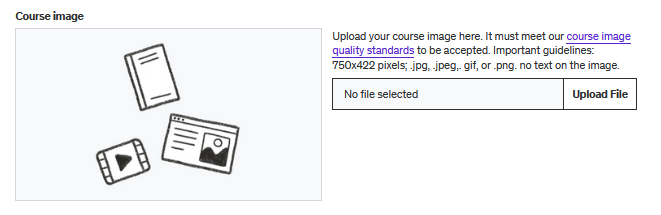 Course image
Upload your course image here. It must meet our course image
quality standards to be accepted. Important guidelines:
750x422 pixels; .jpg, .jpeg,. gif, or .png. no text on the image.
No file selected
Upload File